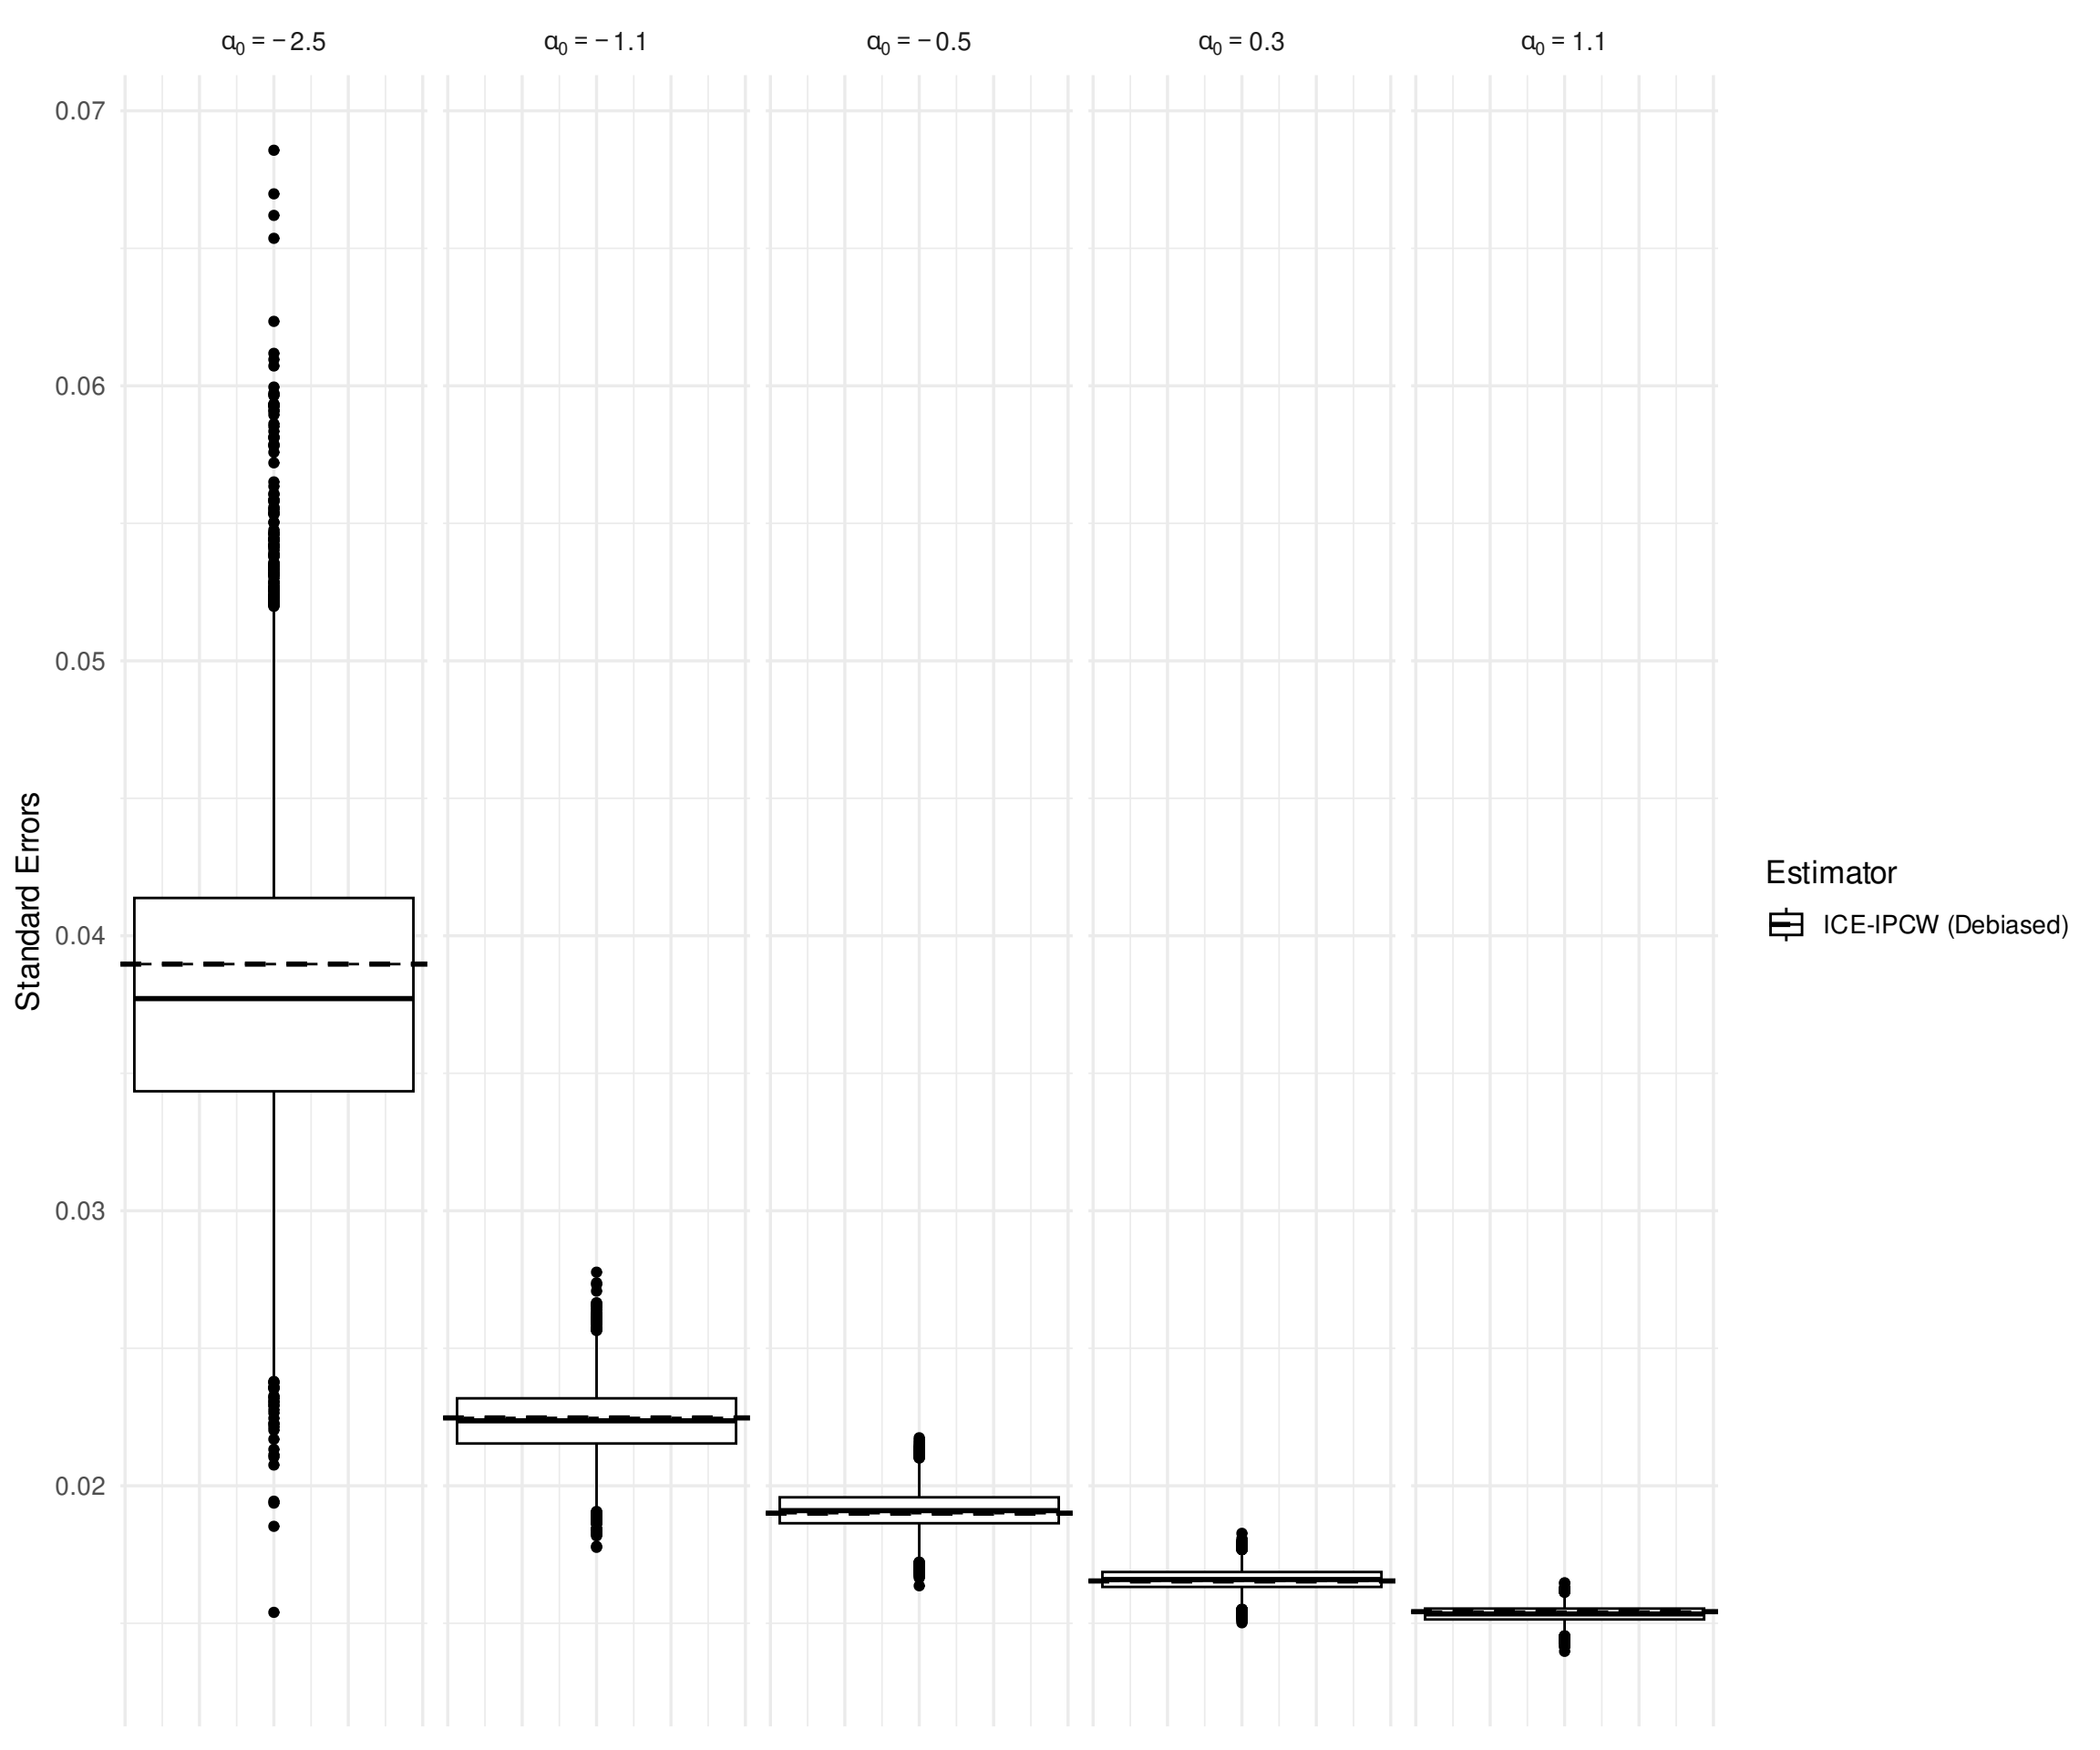 α₀ = −2.5
α₀ = −1.1
α₀ = −0.5
α₀ = 0.3
α₀ = 1.1
0.07
0.06
0.05
0.04
0.03
0.02
Standard Errors
Estimator
ICE-IPCW (Debiased)